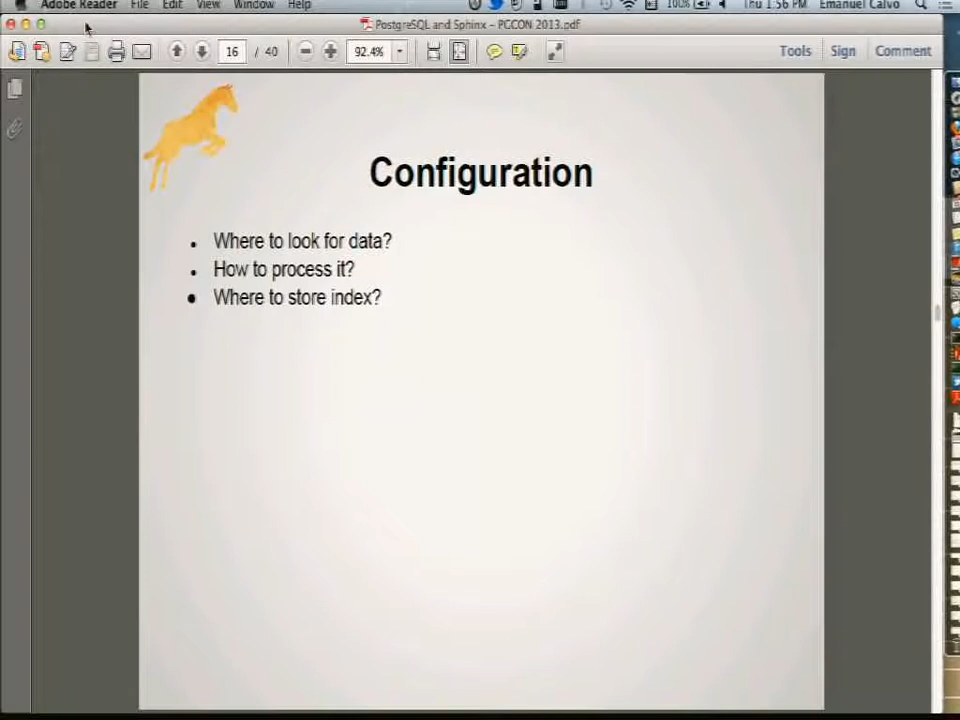 Adobe Reader File Edit View Window Help 100% Thu 1:56 PM Emanuel Calvo
PostgreSQL and Sphinx – PGCON 2013.pdf
16 / 40 92.4% Tools Sign Comment
Configuration
• Where to look for data?
• How to process it?
• Where to store index?